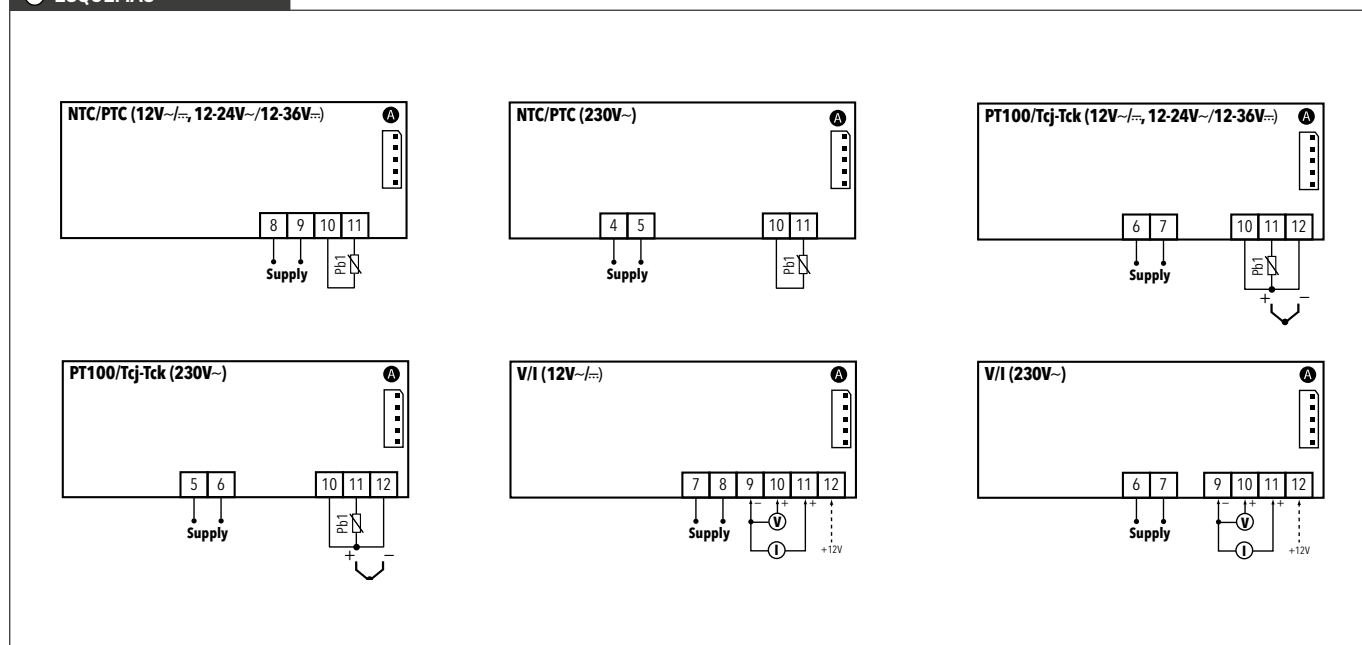 ESQUEMAS
NTC/PTC (12V~/⎓, 12-24V~/12-36V⎓) A
8 9 10 11
Supply
Pb1
NTC/PTC (230V~) A
4 5 10 11
Supply
Pb1
PT100/Tcj-Tck (12V~/⎓, 12-24V~/12-36V⎓) A
6 7 10 11 12
Supply
Pb1
+ −
PT100/Tcj-Tck (230V~) A
5 6 10 11 12
Supply
Pb1
+ −
V/I (12V~/⎓) A
7 8 9 10 11 12
− + +
V
Supply
I
+12V
V/I (230V~) A
6 7 9 10 11 12
− + +
V
Supply
I
+12V